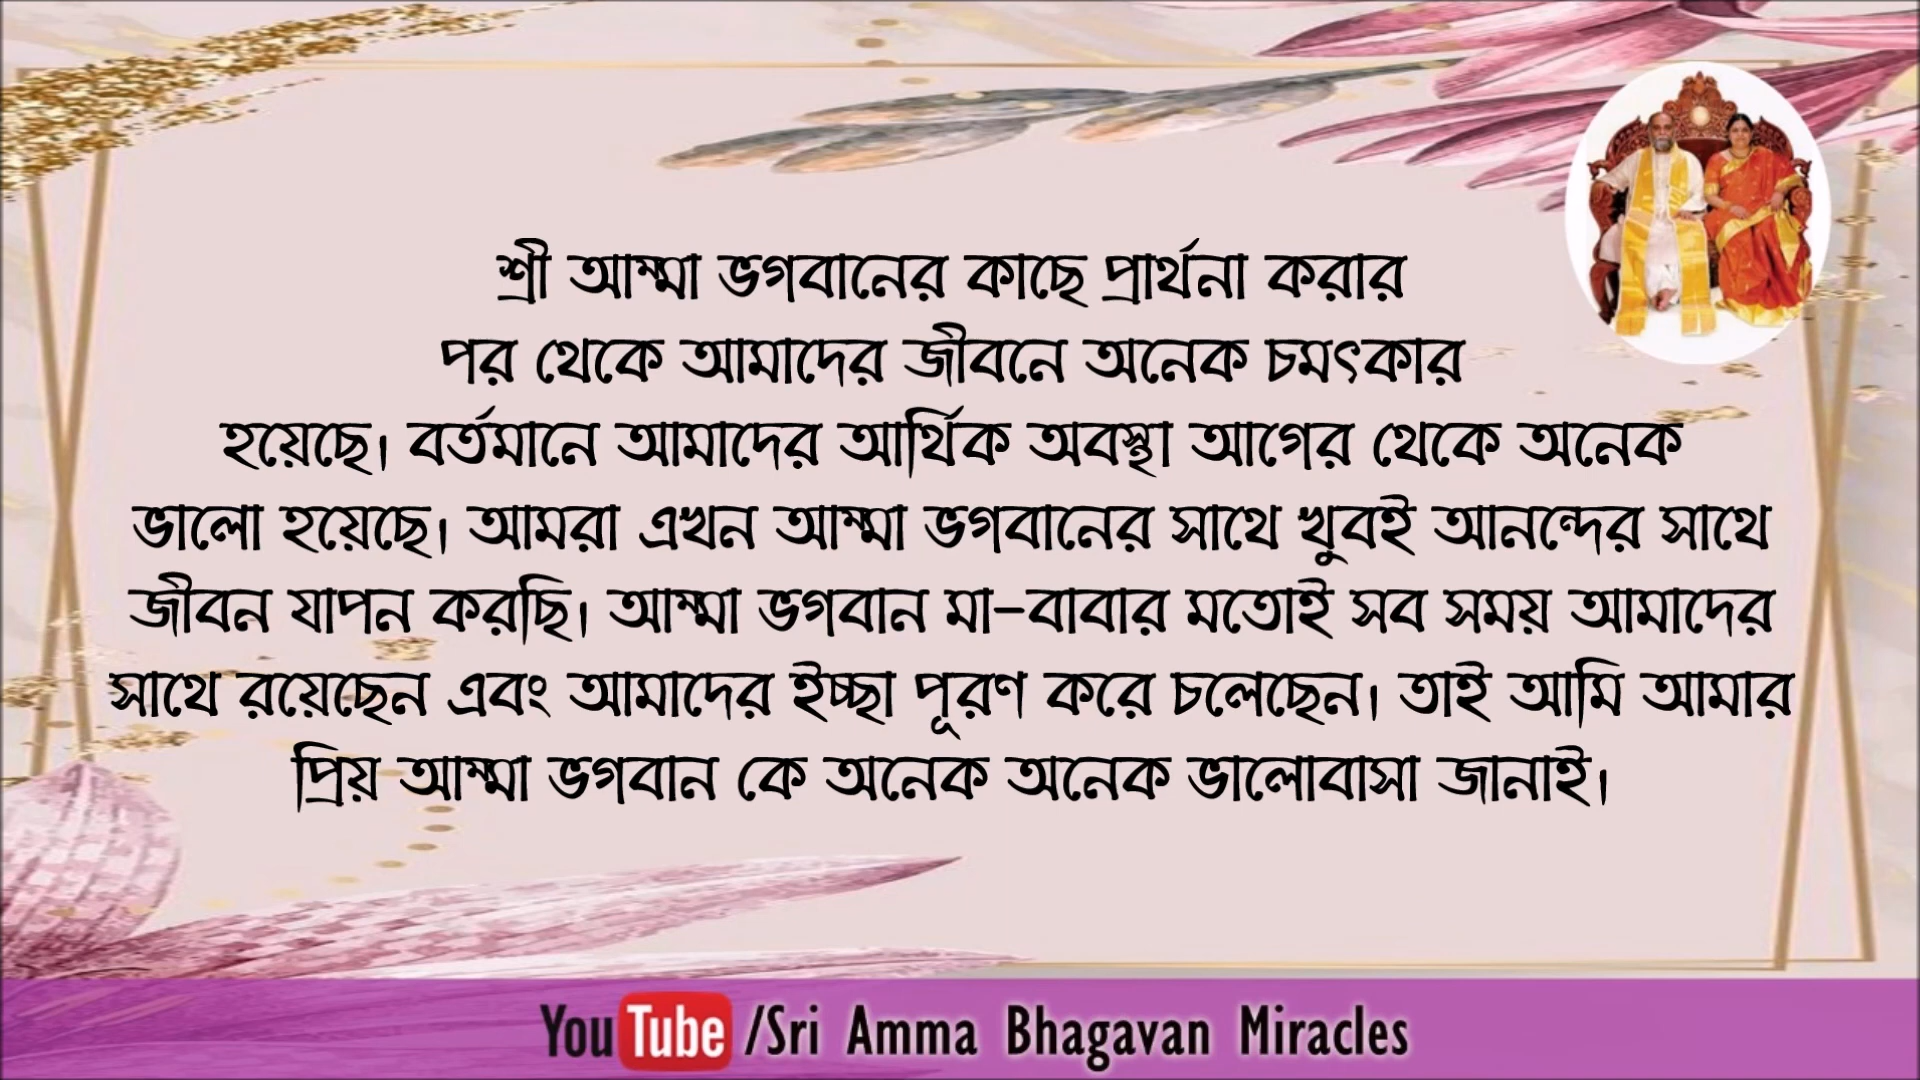 শ্রী আম্মা ভগবানের কাছে প্রার্থনা করার
পর থেকে আমাদের জীবনে অনেক চমৎকার
হয়েছে। বর্তমানে আমাদের আর্থিক অবস্থা আগের থেকে অনেক
ভালো হয়েছে। আমরা এখন আম্মা ভগবানের সাথে খুবই আনন্দের সাথে
জীবন যাপন করছি। আম্মা ভগবান মা-বাবার মতোই সব সময় আমাদের
সাথে রয়েছেন এবং আমাদের ইচ্ছা পূরণ করে চলেছেন। তাই আমি আমার
প্রিয় আম্মা ভগবান কে অনেক অনেক ভালোবাসা জানাই।
YouTube /Sri Amma Bhagavan Miracles